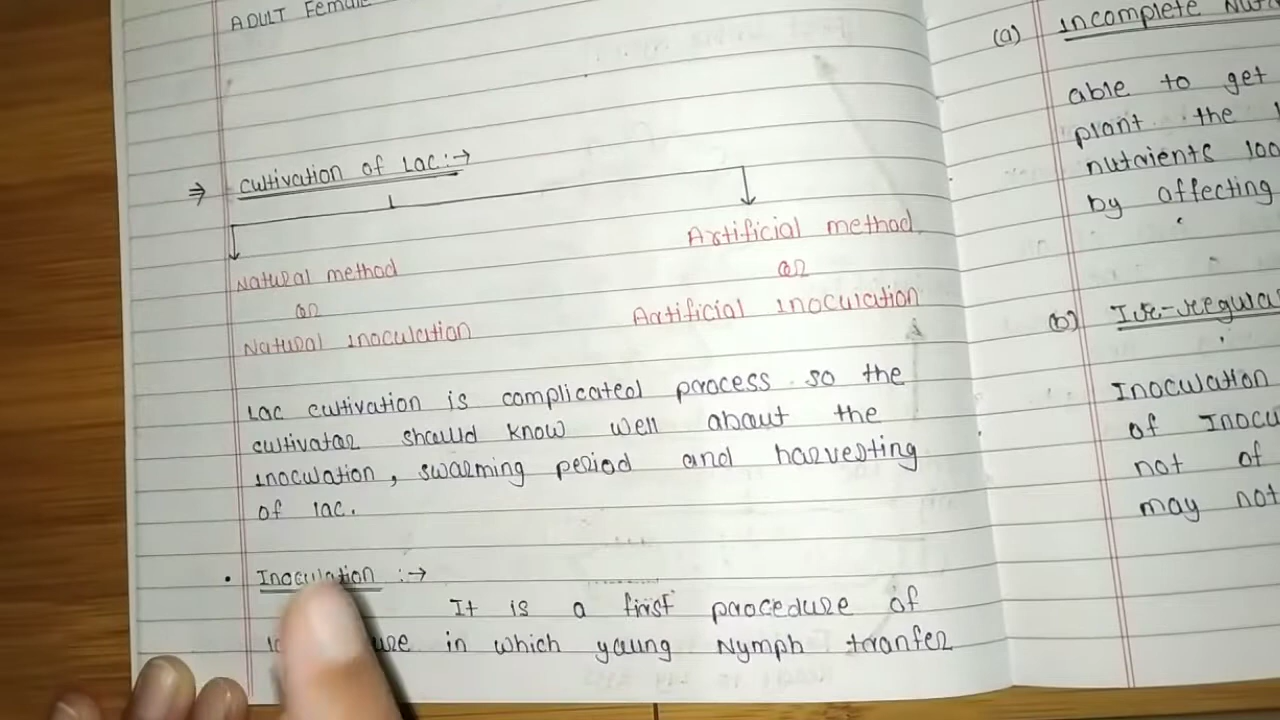 ADULT Female
⇒ cultivation of Lac:→
Natural method
or
Natural Inoculation
Artificial method
or
Artificial Inoculation
Lac cultivation is complicated process so the
cultivator should know well about the
inoculation, swarming period and harvesting
of lac.
• Inoculation :→
It is a first procedure of
in which young Nymph tranfer
(a) Incomplete
able to get
plant the
nutrients
by affecting
(b) Irr-regular
Inoculation
of
not of
may not